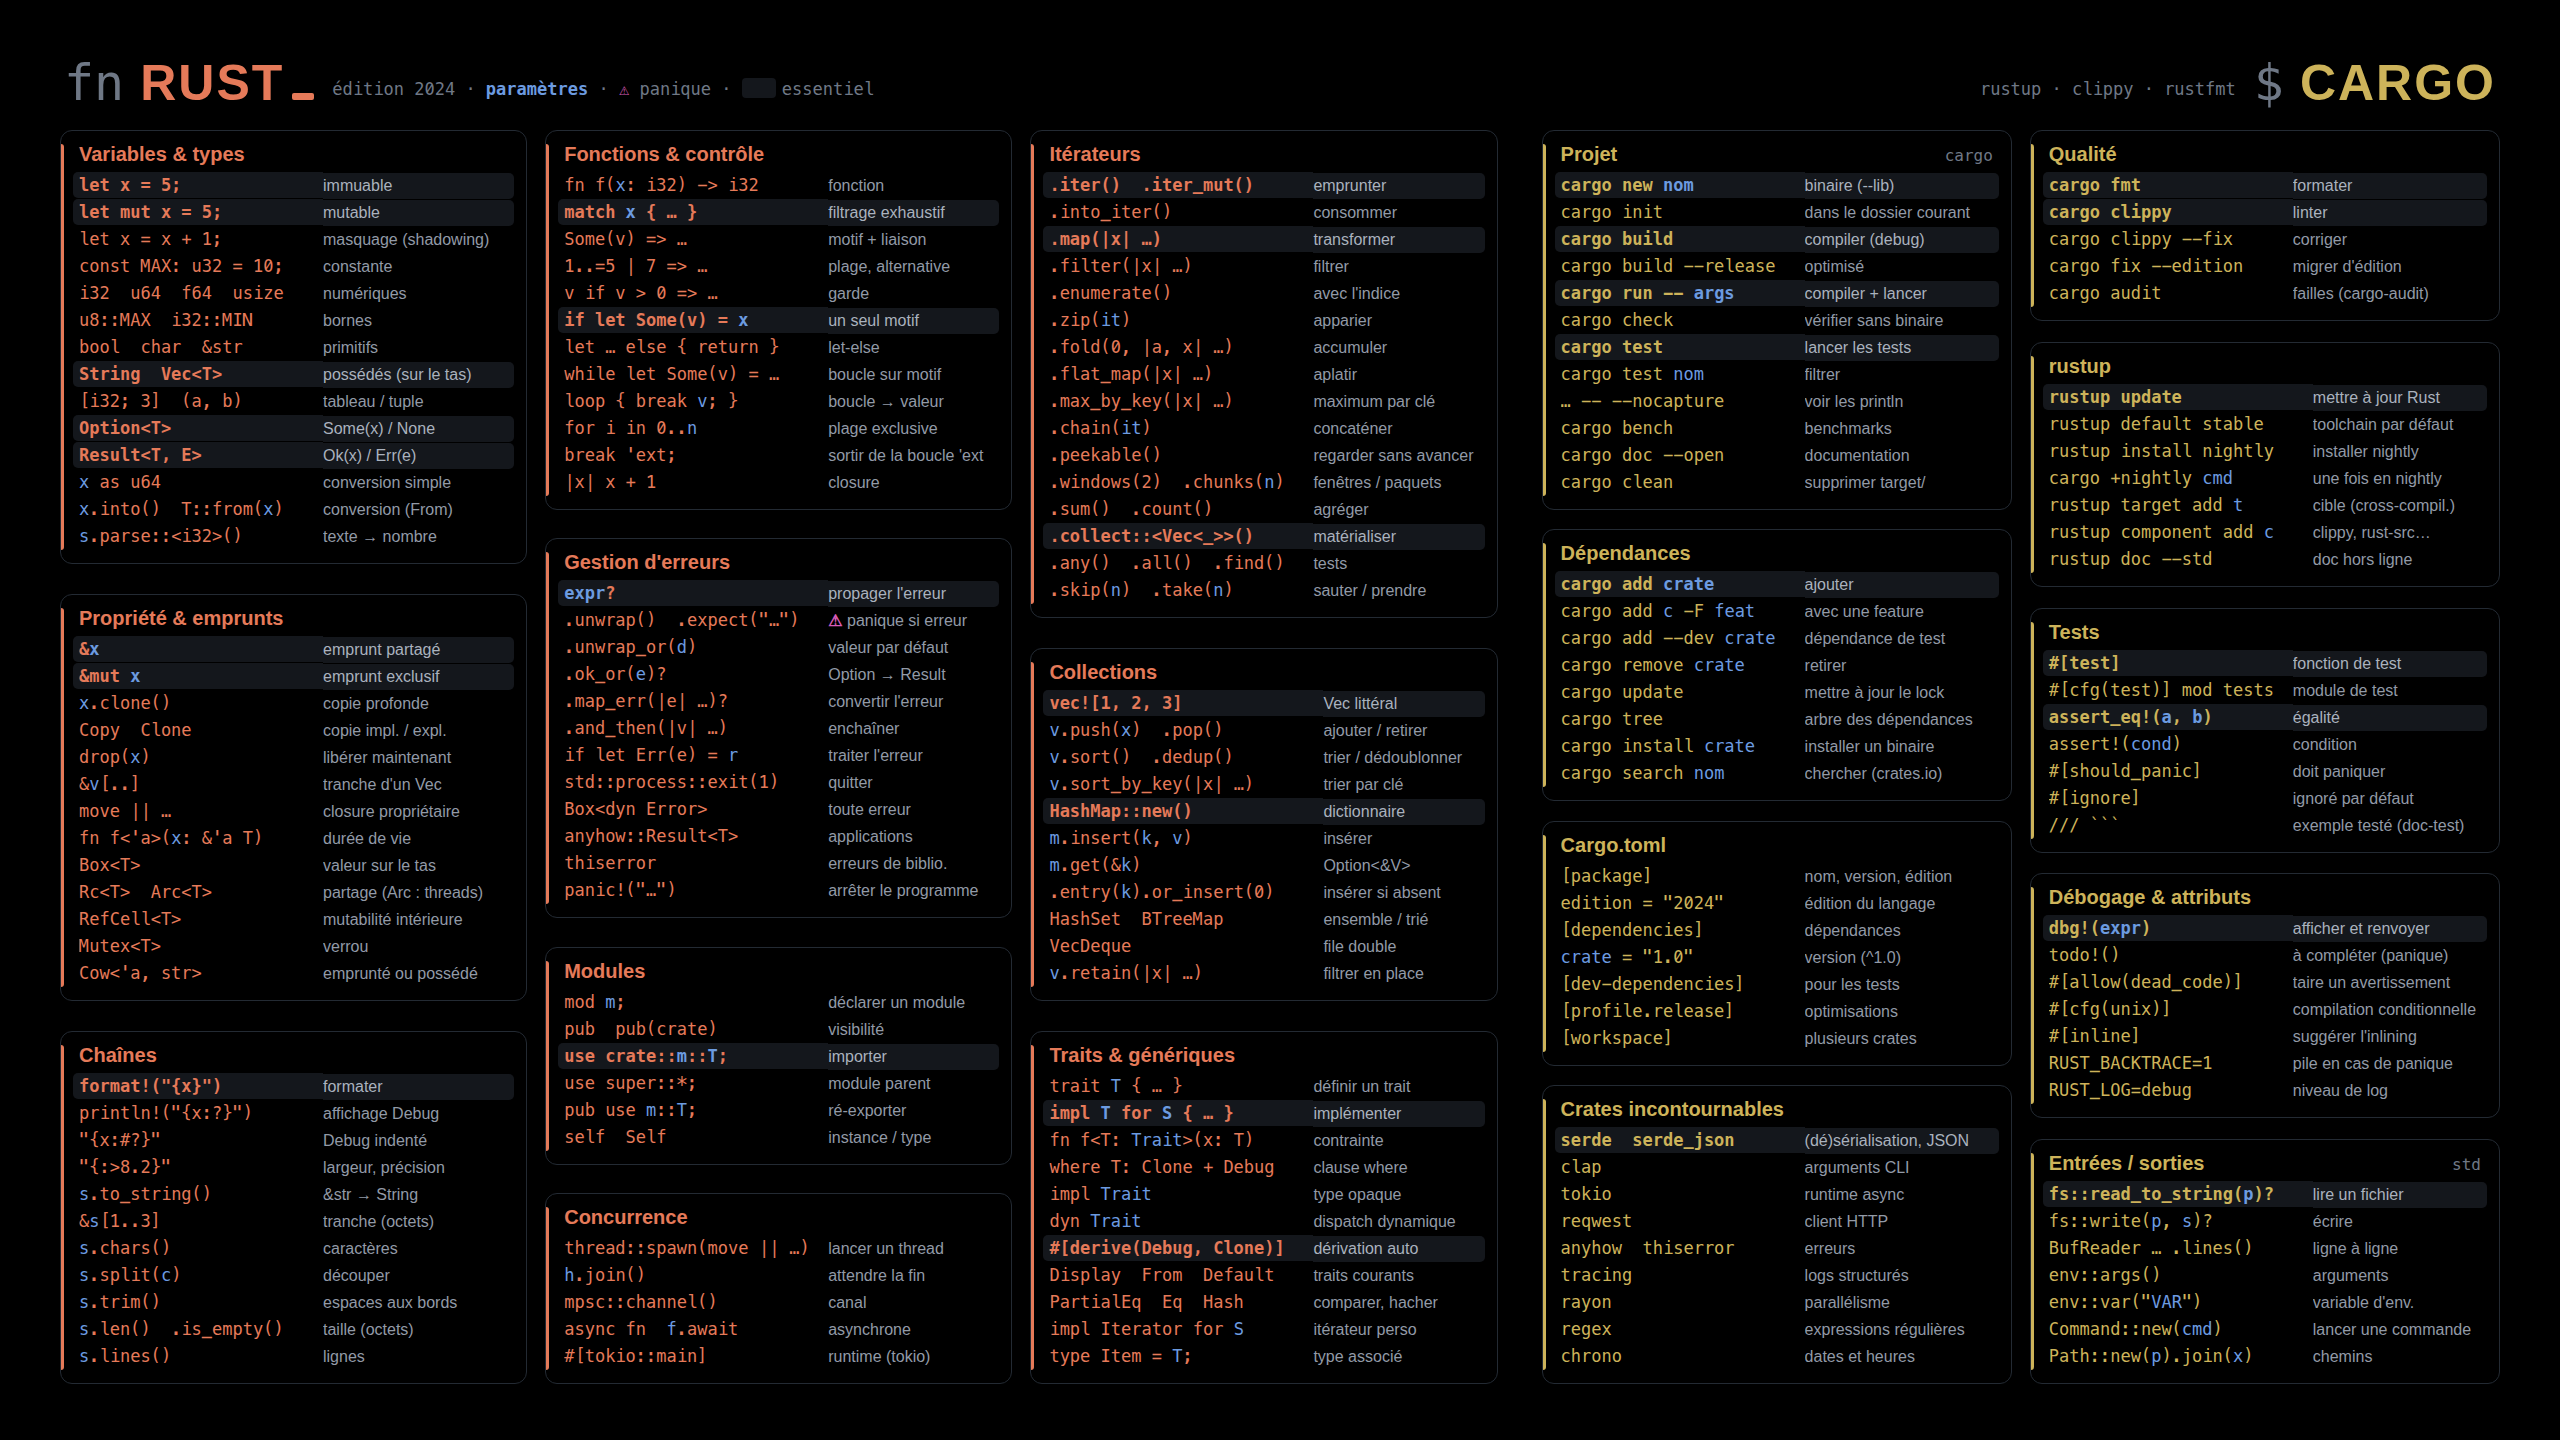 fn RUST_ édition 2024 · paramètres · ⚠ panique · essentiel
rustup · clippy · rustfmt $ CARGO
Variables & types
let x = 5; immuable
let mut x = 5; mutable
let x = x + 1; masquage (shadowing)
const MAX: u32 = 10; constante
i32 u64 f64 usize numériques
u8::MAX i32::MIN bornes
bool char &str primitifs
String Vec<T> possédés (sur le tas)
[i32; 3] (a, b) tableau / tuple
Option<T> Some(x) / None
Result<T, E> Ok(x) / Err(e)
x as u64 conversion simple
x.into() T::from(x) conversion (From)
s.parse::<i32>() texte → nombre
Propriété & emprunts
&x emprunt partagé
&mut x emprunt exclusif
x.clone() copie profonde
Copy Clone copie impl. / expl.
drop(x) libérer maintenant
&v[..] tranche d'un Vec
move || … closure propriétaire
fn f<'a>(x: &'a T) durée de vie
Box<T> valeur sur le tas
Rc<T> Arc<T> partage (Arc : threads)
RefCell<T> mutabilité intérieure
Mutex<T> verrou
Cow<'a, str> emprunté ou possédé
Chaînes
format!("{x}") formater
println!("{x:?}") affichage Debug
"{x:#?}" Debug indenté
"{:>8.2}" largeur, précision
s.to_string() &str → String
&s[1..3] tranche (octets)
s.chars() caractères
s.split(c) découper
s.trim() espaces aux bords
s.len() .is_empty() taille (octets)
s.lines() lignes
Fonctions & contrôle
fn f(x: i32) -> i32 fonction
match x { … } filtrage exhaustif
Some(v) => … motif + liaison
1..=5 | 7 => … plage, alternative
v if v > 0 => … garde
if let Some(v) = x un seul motif
let … else { return } let-else
while let Some(v) = … boucle sur motif
loop { break v; } boucle → valeur
for i in 0..n plage exclusive
break 'ext; sortir de la boucle 'ext
|x| x + 1 closure
Gestion d'erreurs
expr? propager l'erreur
.unwrap() .expect("…") ⚠ panique si erreur
.unwrap_or(d) valeur par défaut
.ok_or(e)? Option → Result
.map_err(|e| …)? convertir l'erreur
.and_then(|v| …) enchaîner
if let Err(e) = r traiter l'erreur
std::process::exit(1) quitter
Box<dyn Error> toute erreur
anyhow::Result<T> applications
thiserror erreurs de biblio.
panic!("…") arrêter le programme
Modules
mod m; déclarer un module
pub pub(crate) visibilité
use crate::m::T; importer
use super::*; module parent
pub use m::T; ré-exporter
self Self instance / type
Concurrence
thread::spawn(move || …) lancer un thread
h.join() attendre la fin
mpsc::channel() canal
async fn f.await asynchrone
#[tokio::main] runtime (tokio)
Itérateurs
.iter() .iter_mut() emprunter
.into_iter() consommer
.map(|x| …) transformer
.filter(|x| …) filtrer
.enumerate() avec l'indice
.zip(it) apparier
.fold(0, |a, x| …) accumuler
.flat_map(|x| …) aplatir
.max_by_key(|x| …) maximum par clé
.chain(it) concaténer
.peekable() regarder sans avancer
.windows(2) .chunks(n) fenêtres / paquets
.sum() .count() agréger
.collect::<Vec<_>>() matérialiser
.any() .all() .find() tests
.skip(n) .take(n) sauter / prendre
Collections
vec![1, 2, 3] Vec littéral
v.push(x) .pop() ajouter / retirer
v.sort() .dedup() trier / dédoublonner
v.sort_by_key(|x| …) trier par clé
HashMap::new() dictionnaire
m.insert(k, v) insérer
m.get(&k) Option<&V>
.entry(k).or_insert(0) insérer si absent
HashSet BTreeMap ensemble / trié
VecDeque file double
v.retain(|x| …) filtrer en place
Traits & génériques
trait T { … } définir un trait
impl T for S { … } implémenter
fn f<T: Trait>(x: T) contrainte
where T: Clone + Debug clause where
impl Trait type opaque
dyn Trait dispatch dynamique
#[derive(Debug, Clone)] dérivation auto
Display From Default traits courants
PartialEq Eq Hash comparer, hacher
impl Iterator for S itérateur perso
type Item = T; type associé
Projet cargo
cargo new nom binaire (--lib)
cargo init dans le dossier courant
cargo build compiler (debug)
cargo build --release optimisé
cargo run -- args compiler + lancer
cargo check vérifier sans binaire
cargo test lancer les tests
cargo test nom filtrer
… -- --nocapture voir les println
cargo bench benchmarks
cargo doc --open documentation
cargo clean supprimer target/
Dépendances
cargo add crate ajouter
cargo add c -F feat avec une feature
cargo add --dev crate dépendance de test
cargo remove crate retirer
cargo update mettre à jour le lock
cargo tree arbre des dépendances
cargo install crate installer un binaire
cargo search nom chercher (crates.io)
Cargo.toml
[package] nom, version, édition
edition = "2024" édition du langage
[dependencies] dépendances
crate = "1.0" version (^1.0)
[dev-dependencies] pour les tests
[profile.release] optimisations
[workspace] plusieurs crates
Crates incontournables
serde serde_json (dé)sérialisation, JSON
clap arguments CLI
tokio runtime async
reqwest client HTTP
anyhow thiserror erreurs
tracing logs structurés
rayon parallélisme
regex expressions régulières
chrono dates et heures
Qualité
cargo fmt formater
cargo clippy linter
cargo clippy --fix corriger
cargo fix --edition migrer d'édition
cargo audit failles (cargo-audit)
rustup
rustup update mettre à jour Rust
rustup default stable toolchain par défaut
rustup install nightly installer nightly
cargo +nightly cmd une fois en nightly
rustup target add t cible (cross-compil.)
rustup component add c clippy, rust-src…
rustup doc --std doc hors ligne
Tests
#[test] fonction de test
#[cfg(test)] mod tests module de test
assert_eq!(a, b) égalité
assert!(cond) condition
#[should_panic] doit paniquer
#[ignore] ignoré par défaut
/// ``` exemple testé (doc-test)
Débogage & attributs
dbg!(expr) afficher et renvoyer
todo!() à compléter (panique)
#[allow(dead_code)] taire un avertissement
#[cfg(unix)] compilation conditionnelle
#[inline] suggérer l'inlining
RUST_BACKTRACE=1 pile en cas de panique
RUST_LOG=debug niveau de log
Entrées / sorties std
fs::read_to_string(p)? lire un fichier
fs::write(p, s)? écrire
BufReader … .lines() ligne à ligne
env::args() arguments
env::var("VAR") variable d'env.
Command::new(cmd) lancer une commande
Path::new(p).join(x) chemins